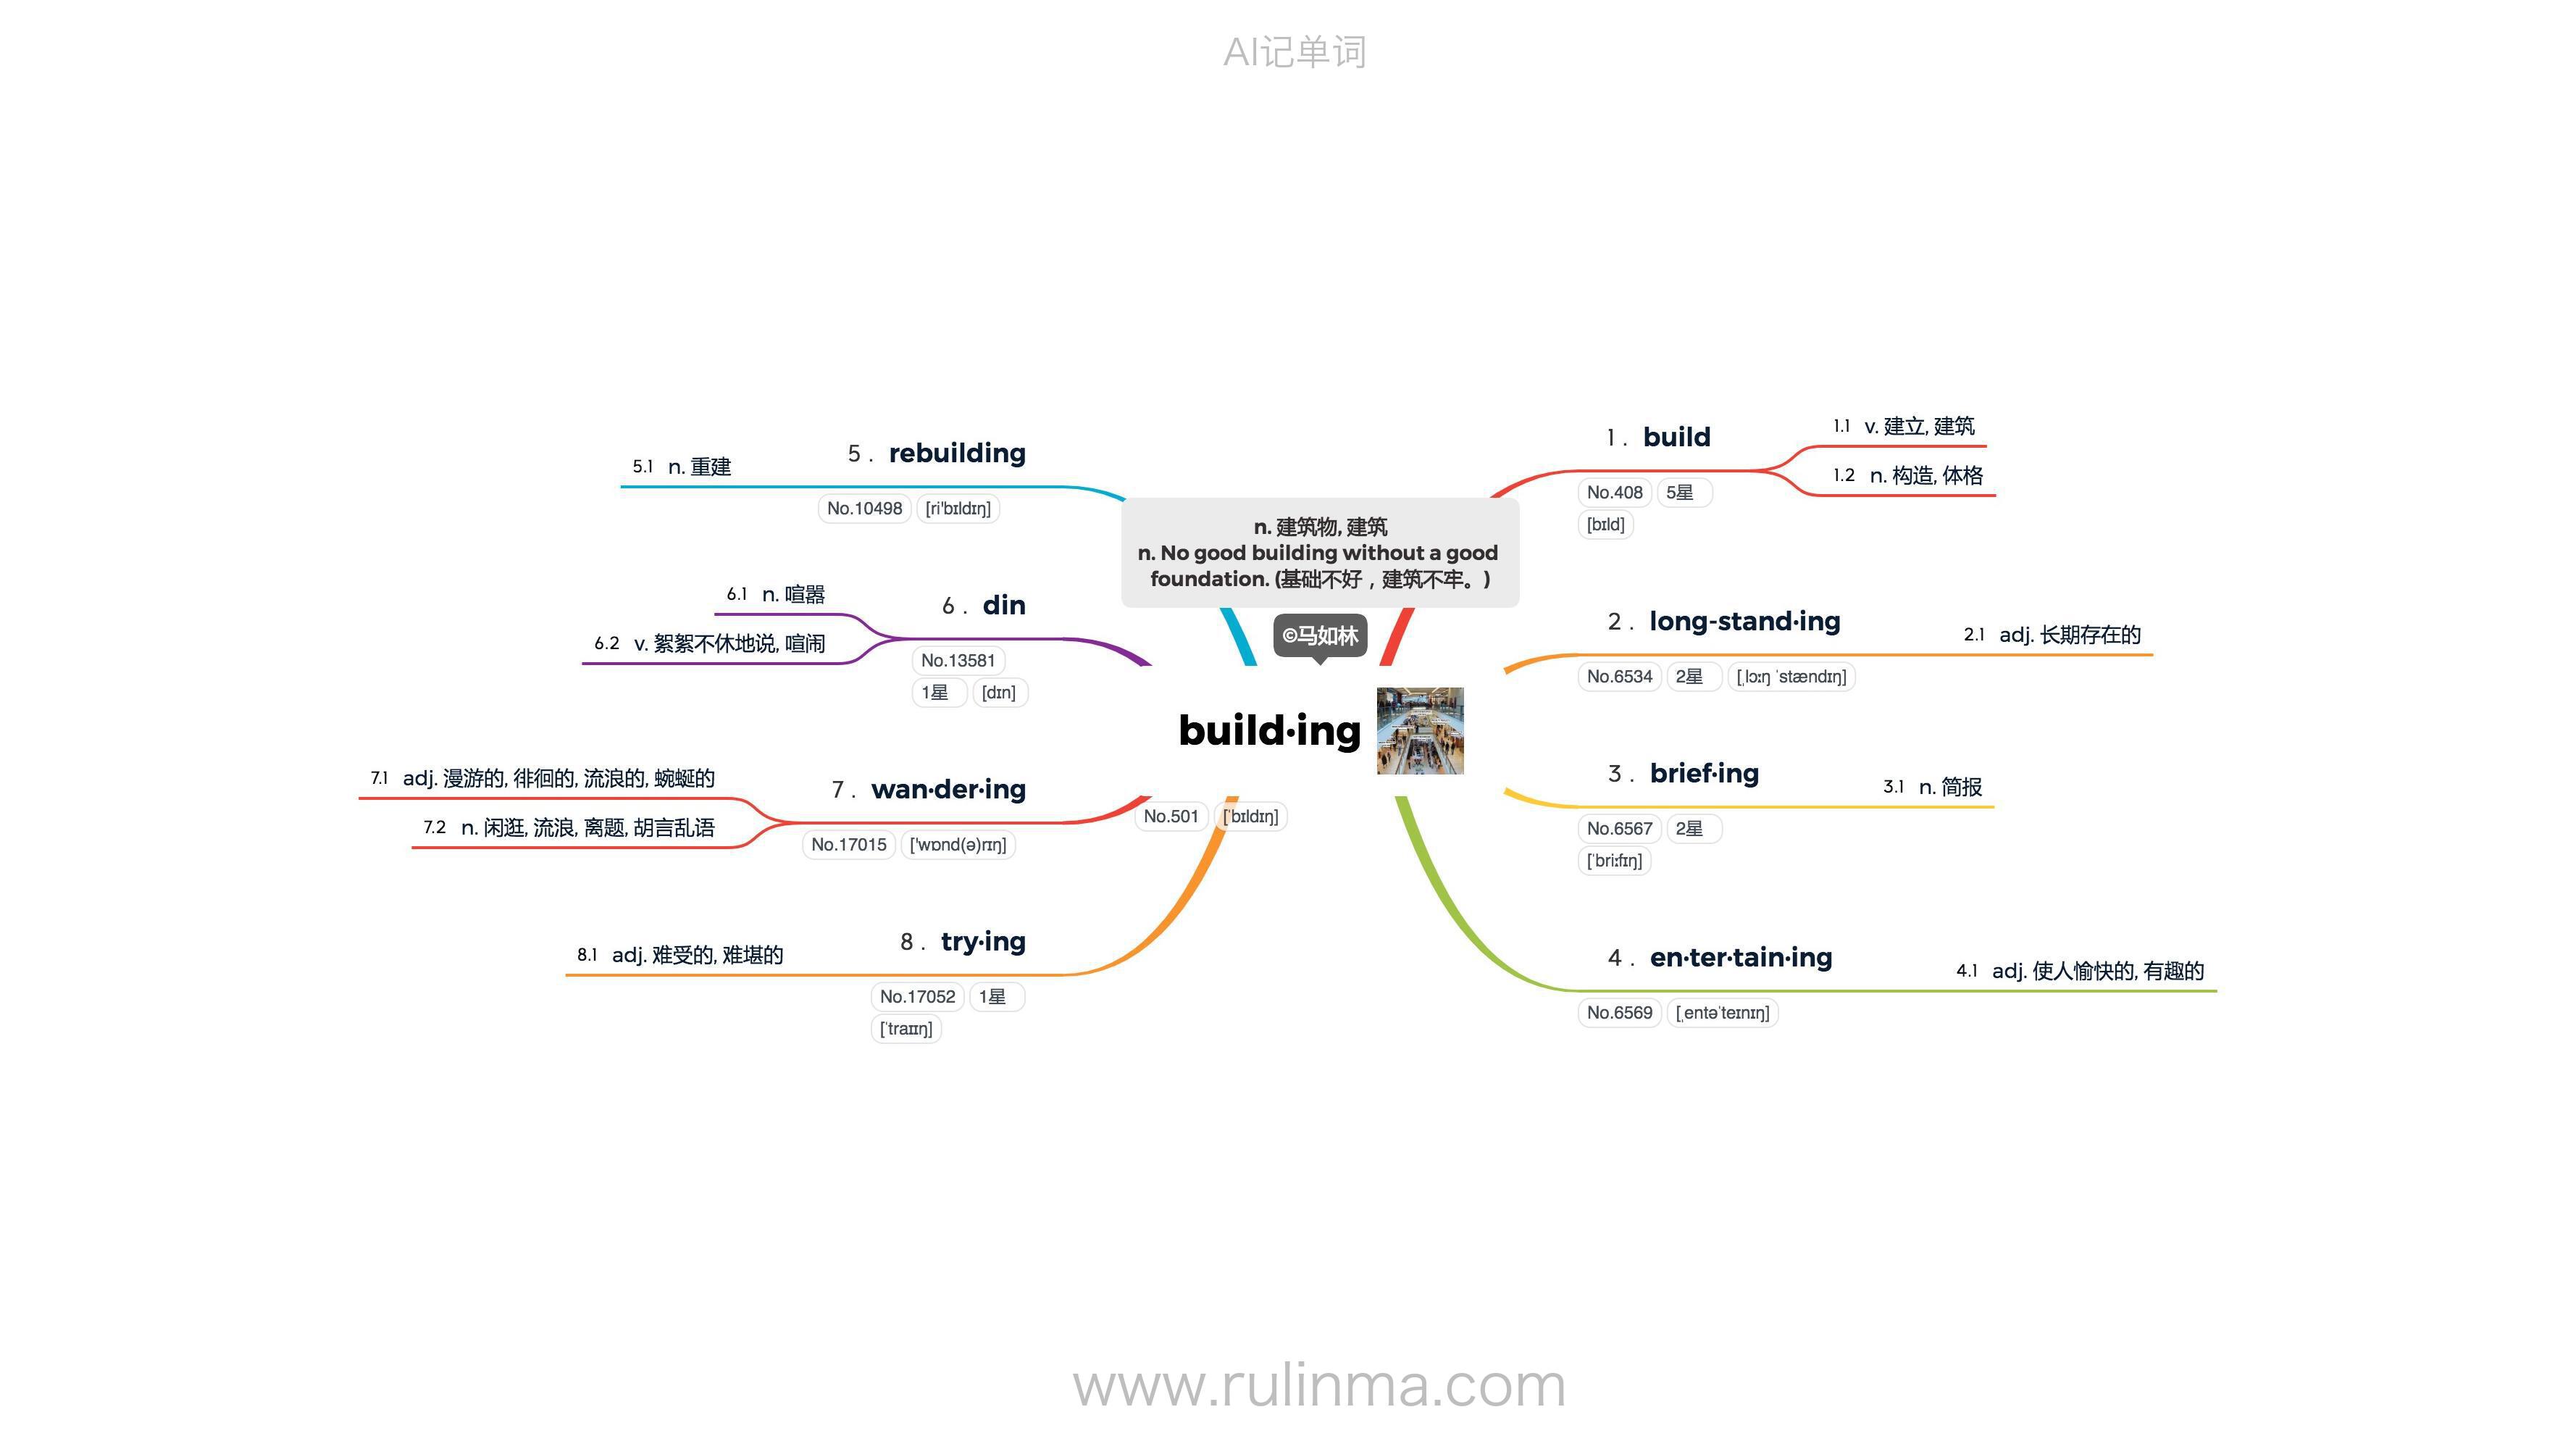 AI记单词
n. 建筑物, 建筑
n. No good building without a good
foundation. (基础不好，建筑不牢。)
©马如林
build·ing
No.501 [ˈbɪldɪŋ]
1. build
No.408 5星
[bɪld]
1.1 v. 建立, 建筑
1.2 n. 构造, 体格
2. long-stand·ing
No.6534 2星 [ˌlɔːŋ ˈstændɪŋ]
2.1 adj. 长期存在的
3. brief·ing
No.6567 2星
[ˈbriːfɪŋ]
3.1 n. 简报
4. en·ter·tain·ing
No.6569 [ˌentəˈteɪnɪŋ]
4.1 adj. 使人愉快的, 有趣的
5. rebuilding
No.10498 [ri'bɪldɪŋ]
5.1 n. 重建
6. din
No.13581
1星 [dɪn]
6.1 n. 喧嚣
6.2 v. 絮絮不休地说, 喧闹
7. wan·der·ing
No.17015 ['wɒnd(ə)rɪŋ]
7.1 adj. 漫游的, 徘徊的, 流浪的, 蜿蜒的
7.2 n. 闲逛, 流浪, 离题, 胡言乱语
8. try·ing
No.17052 1星
[ˈtraɪɪŋ]
8.1 adj. 难受的, 难堪的
www.rulinma.com